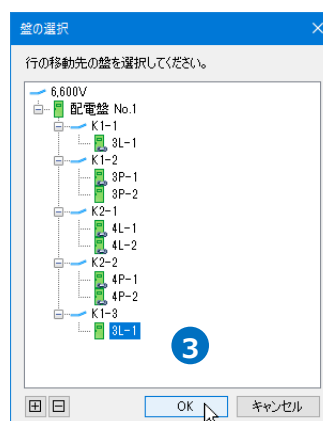 盤の選択
行の移動先の盤を選択してください。
6,600V
配電盤 No.1
K1-1
3L-1
K1-2
3P-1
3P-2
K2-1
4L-1
4L-2
K2-2
4P-1
4P-2
K1-3
3L-1
3
OK
キャンセル